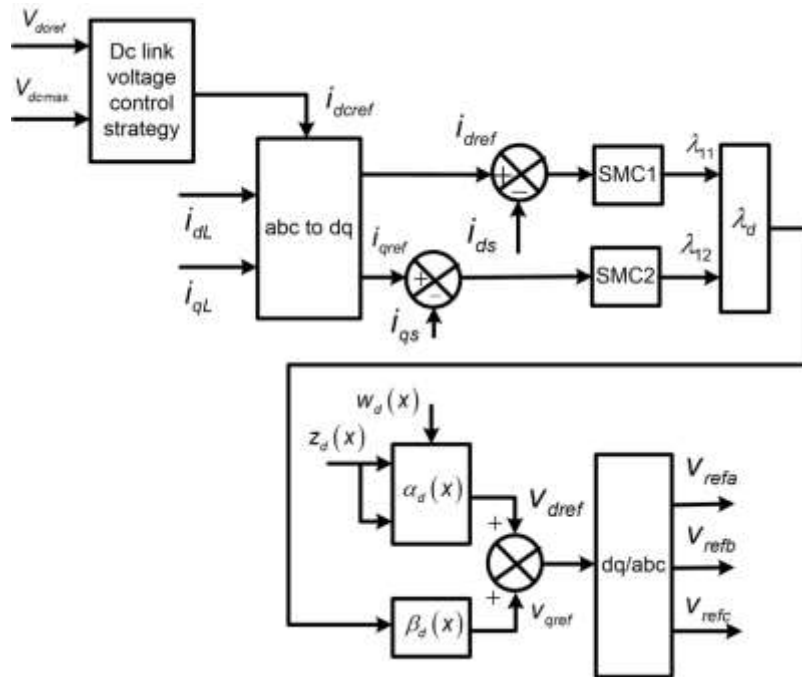 V_dcref
Dc link
voltage
control
strategy
V_dcmax
i_dcref
i_dref
+
−
SMC1
λ_11
λ_d
i_dL
abc to dq
i_qref
i_ds
λ_12
+
−
SMC2
i_qL
i_qs
w_d(x)
z_d(x)
α_d(x)
V_dref
V_refa
+
V_refb
dq/abc
+
β_d(x)
V_qref
V_refc